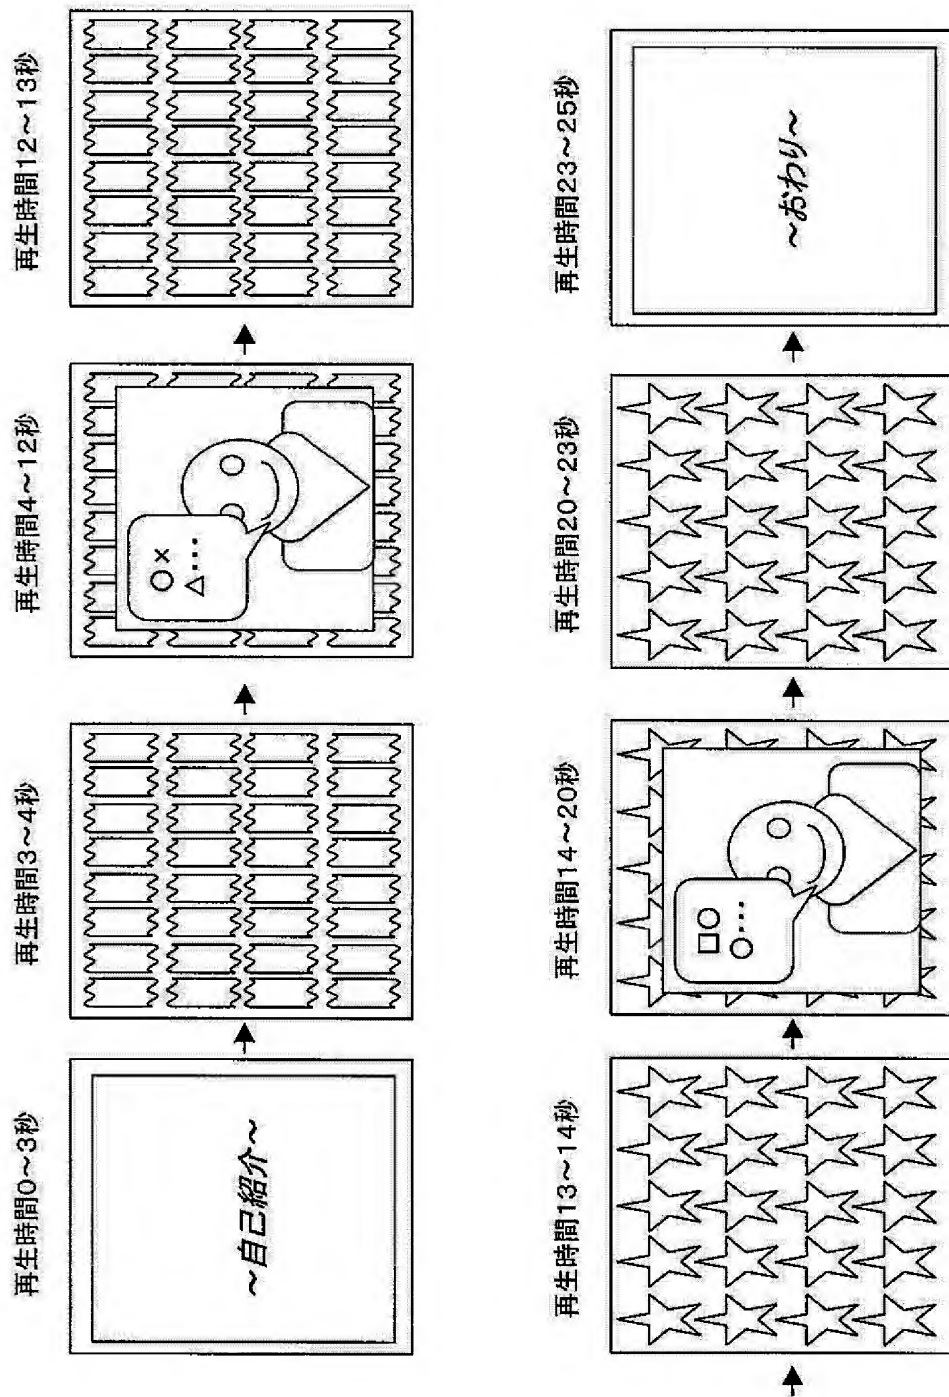 再生時間0～3秒
～自己紹介～
再生時間3～4秒
再生時間4～12秒
○×
△…
再生時間12～13秒
再生時間13～14秒
再生時間14～20秒
□○
○…
再生時間20～23秒
再生時間23～25秒
～おわり～